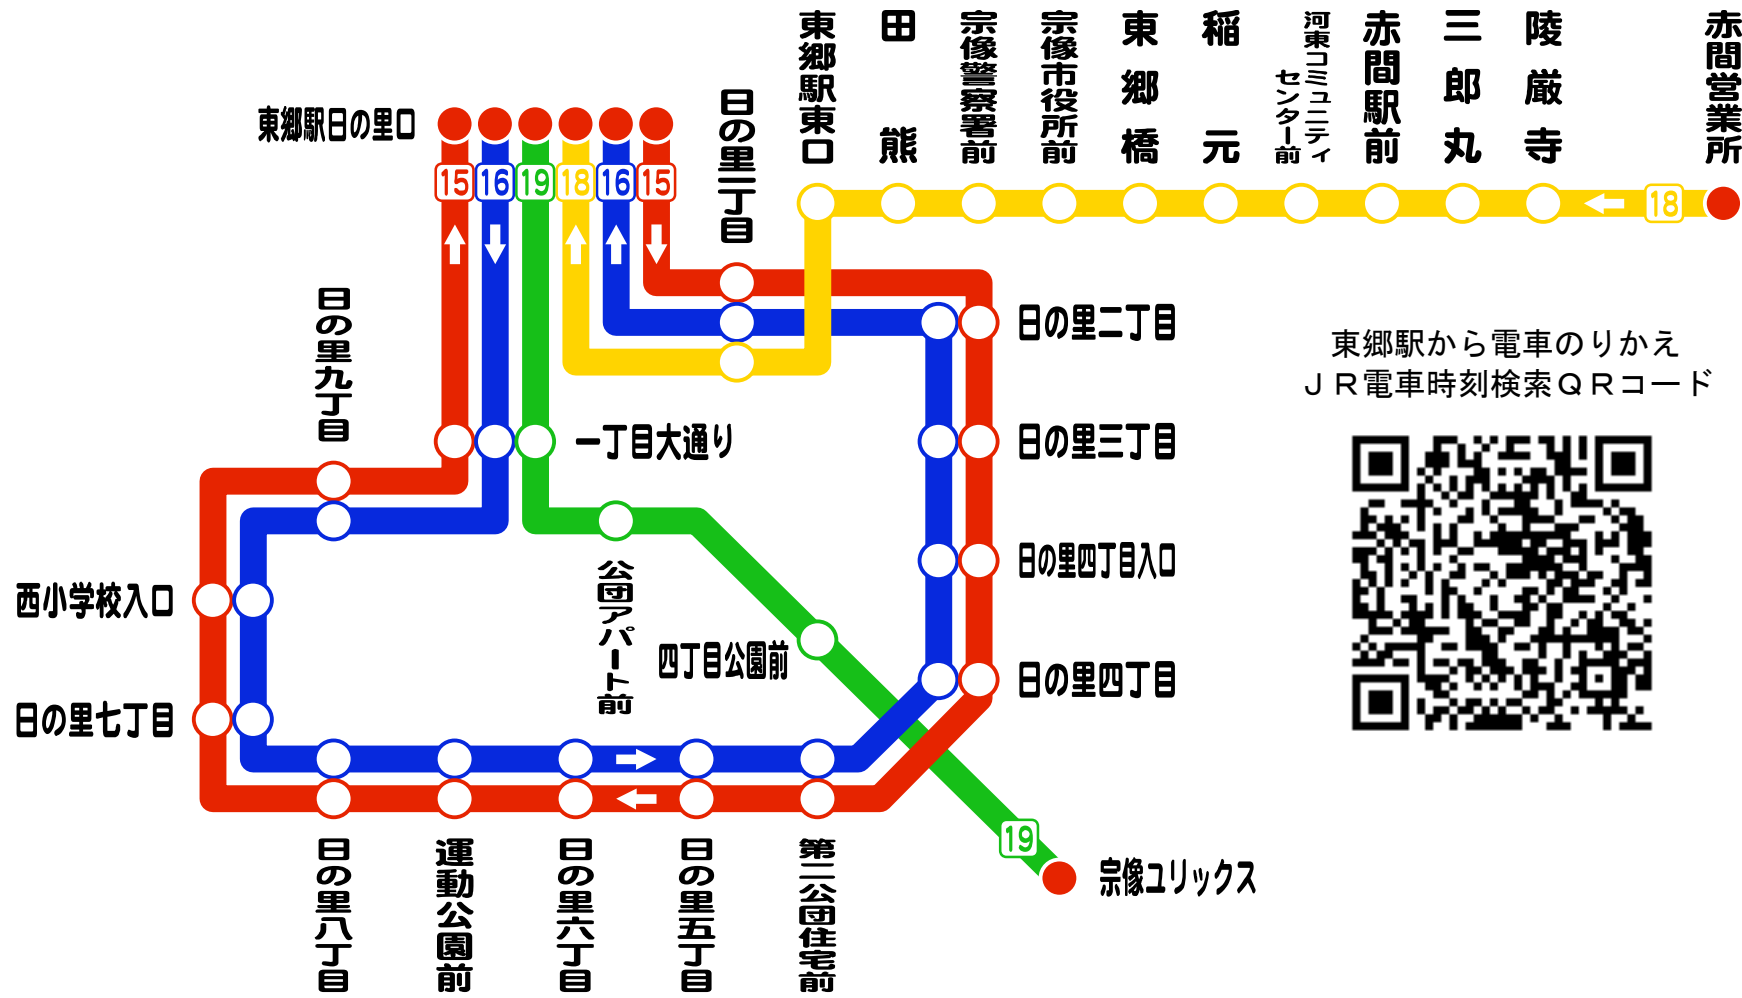 東郷駅東口
田熊
宗像警察署前
宗像市役所前
東郷橋
稲元
河東コミュニティ
センター前
赤間駅前
三郎丸
陵厳寺
赤間営業所
東郷駅日の里口
15
16
19
18
16
15
日の里一丁目
18
日の里九丁目
日の里二丁目
東郷駅から電車のりかえ
JR電車時刻検索QRコード
一丁目大通り
日の里三丁目
公団アパート前
日の里四丁目入口
西小学校入口
四丁目公園前
日の里四丁目
日の里七丁目
19
宗像ユリックス
日の里八丁目
運動公園前
日の里六丁目
日の里五丁目
第二公団住宅前